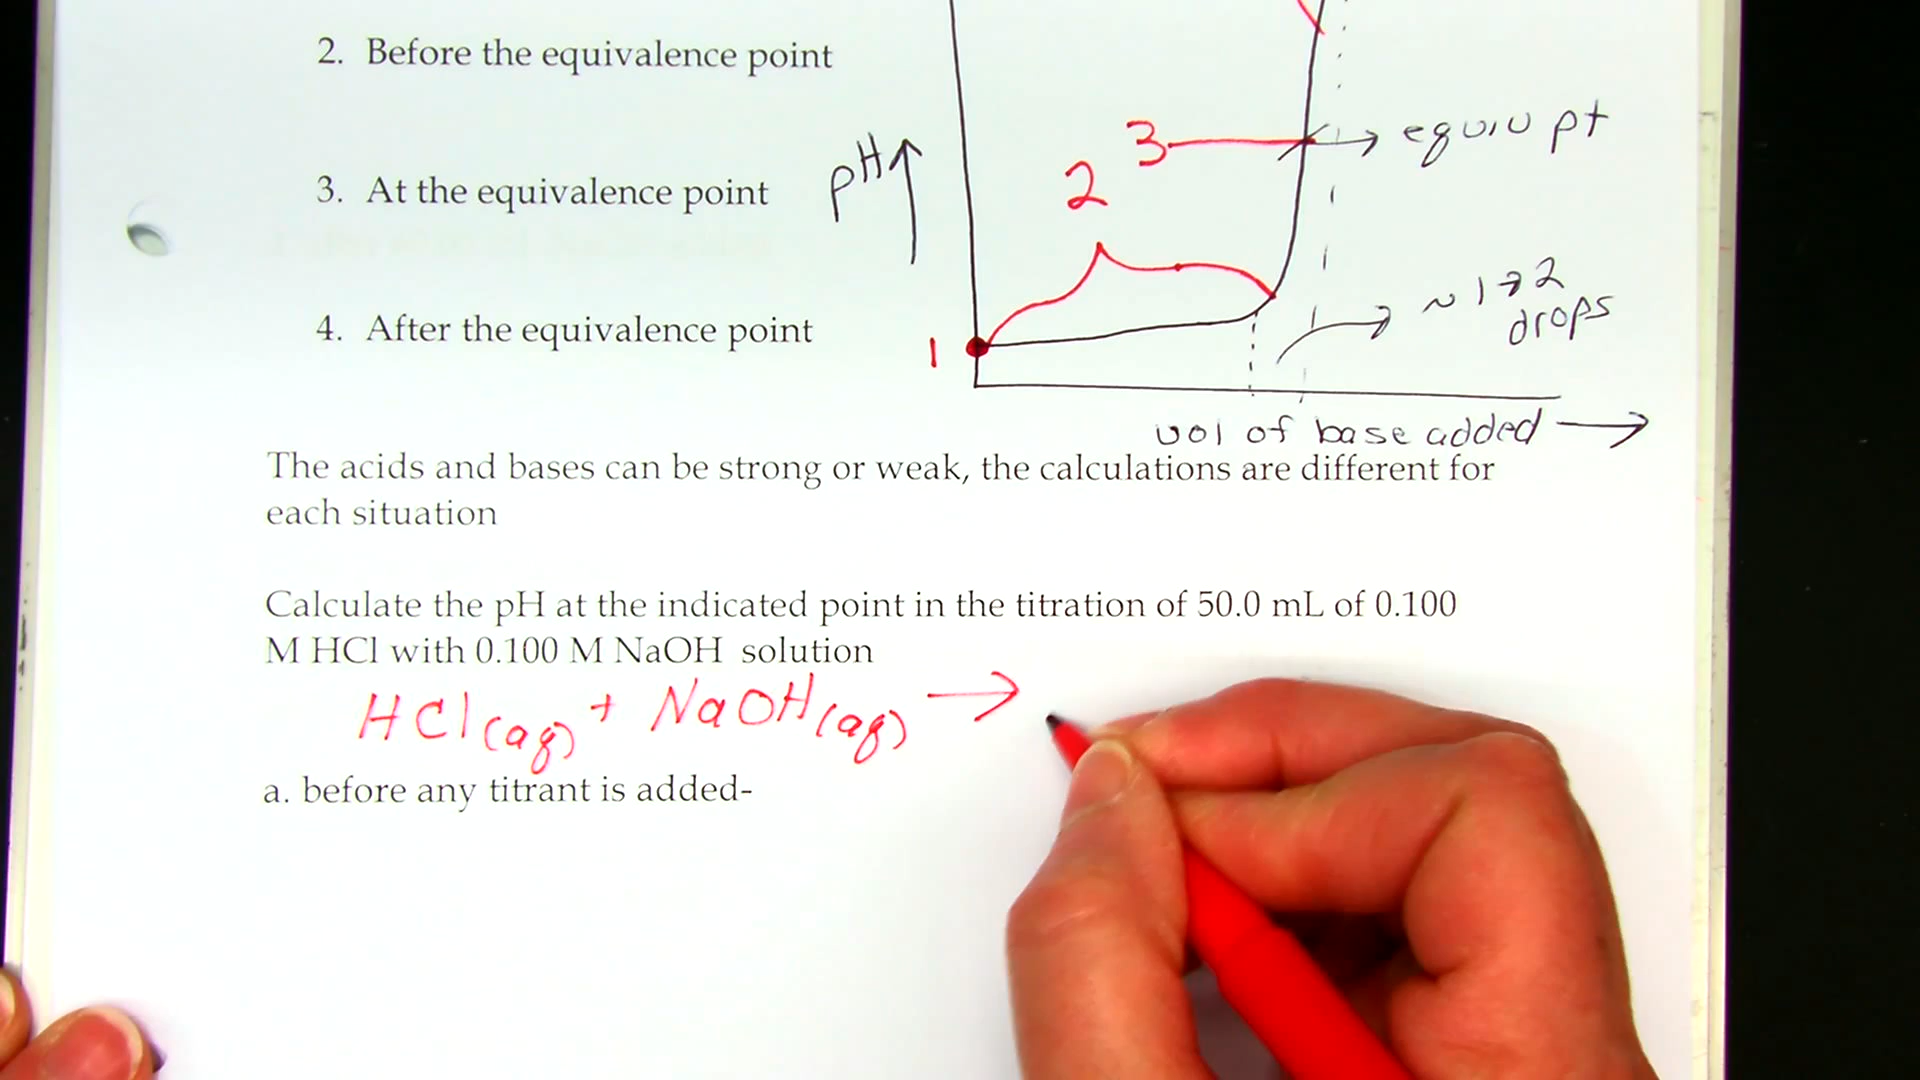 2. Before the equivalence point
3. At the equivalence point
4. After the equivalence point
pH
1
2
3
equiv pt
~ 1→2
drops
vol of base added →
The acids and bases can be strong or weak, the calculations are different for
each situation
Calculate the pH at the indicated point in the titration of 50.0 mL of 0.100
M HCl with 0.100 M NaOH solution
HCl(aq) + NaOH(aq) →
a. before any titrant is added-